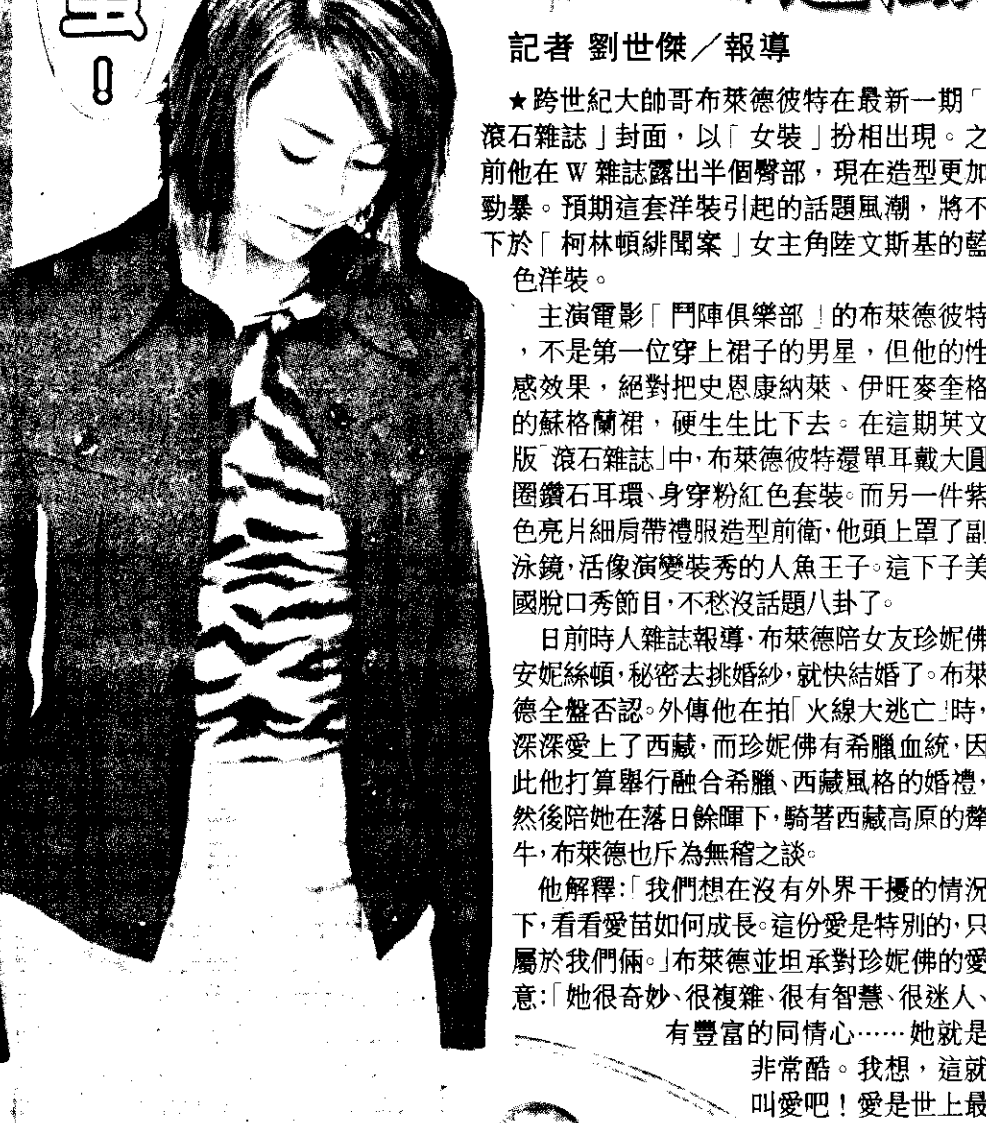 ！
記者 劉世傑／報導
★跨世紀大帥哥布萊德彼特在最新一期「
滾石雜誌」封面，以「女裝」扮相出現。之
前他在 W 雜誌露出半個臀部，現在造型更加
勁暴。預期這套洋裝引起的話題風潮，將不
下於「柯林頓緋聞案」女主角陸文斯基的藍
色洋裝。
主演電影「鬥陣俱樂部」的布萊德彼特
，不是第一位穿上裙子的男星，但他的性
感效果，絕對把史恩康納萊、伊旺麥奎格
的蘇格蘭裙，硬生生比下去。在這期英文
版「滾石雜誌」中，布萊德彼特還單耳戴大圓
圈鑽石耳環、身穿粉紅色套裝。而另一件紫
色亮片細肩帶禮服造型前衛，他頭上罩了副
泳鏡，活像演變裝秀的人魚王子。這下子美
國脫口秀節目，不愁沒話題八卦了。
日前時人雜誌報導，布萊德陪女友珍妮佛
安妮絲頓，秘密去挑婚紗，就快結婚了。布萊
德全盤否認。外傳他在拍「火線大逃亡」時，
深深愛上了西藏，而珍妮佛有希臘血統，因
此他打算舉行融合希臘、西藏風格的婚禮，
然後陪她在落日餘暉下，騎著西藏高原的犛
牛，布萊德也斥為無稽之談。
他解釋：「我們想在沒有外界干擾的情況
下，看看愛苗如何成長。這份愛是特別的，只
屬於我們倆。」布萊德並坦承對珍妮佛的愛
意：「她很奇妙、很複雜、很有智慧、很迷人、
有豐富的同情心……她就是
非常酷。我想，這就
叫愛吧！愛是世上最